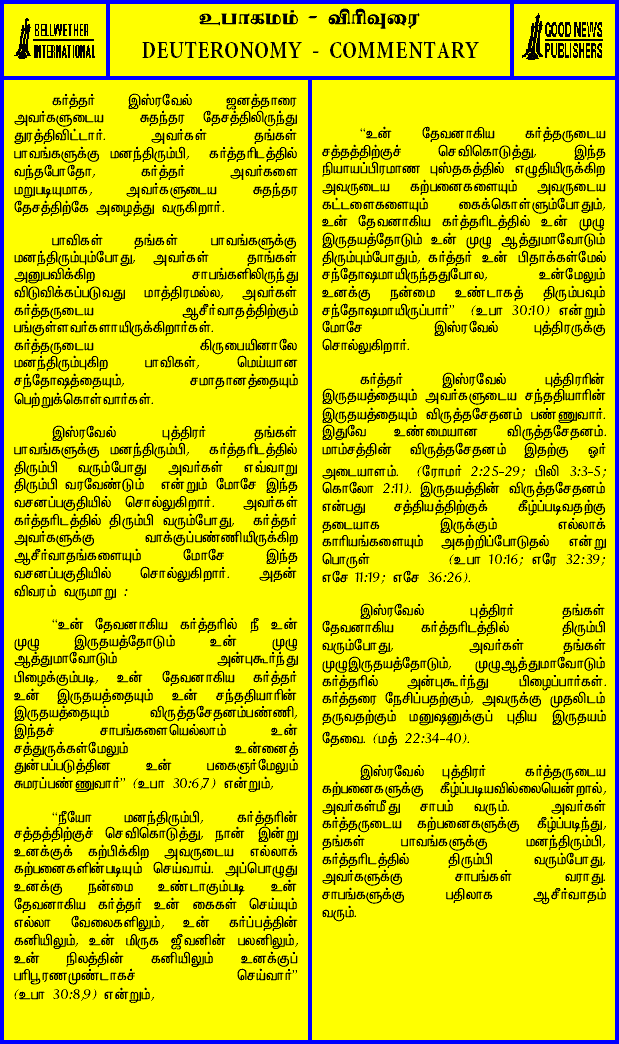 BELLWETHER
INTERNATIONAL
உபாகமம் - விரிவுரை
DEUTERONOMY - COMMENTARY
GOOD NEWS
PUBLISHERS
கர்த்தர் இஸ்ரவேல் ஜனத்தாரை
அவர்களுடைய சுதந்தர தேசத்திலிருந்து
துரத்திவிட்டார். அவர்கள் தங்கள்
பாவங்களுக்கு மனந்திரும்பி, கர்த்தரிடத்தில்
வந்தபோதோ, கர்த்தர் அவர்களை
மறுபடியுமாக, அவர்களுடைய சுதந்தர
தேசத்திற்கே அழைத்து வருகிறார்.
பாவிகள் தங்கள் பாவங்களுக்கு
மனந்திரும்பும்போது, அவர்கள் தாங்கள்
அனுபவிக்கிற சாபங்களிலிருந்து
விடுவிக்கப்படுவது மாத்திரமல்ல, அவர்கள்
கர்த்தருடைய ஆசீர்வாதத்திற்கும்
பங்குள்ளவர்களாயிருக்கிறார்கள்.
கர்த்தருடைய கிருபையினாலே
மனந்திரும்புகிற பாவிகள், மெய்யான
சந்தோஷத்தையும், சமாதானத்தையும்
பெற்றுக்கொள்வார்கள்.
இஸ்ரவேல் புத்திரர் தங்கள்
பாவங்களுக்கு மனந்திரும்பி, கர்த்தரிடத்தில்
திரும்பி வரும்போது அவர்கள் எவ்வாறு
திரும்பி வரவேண்டும் என்றும் மோசே இந்த
வசனப்பகுதியில் சொல்லுகிறார். அவர்கள்
கர்த்தரிடத்தில் திரும்பி வரும்போது, கர்த்தர்
அவர்களுக்கு வாக்குப்பண்ணியிருக்கிற
ஆசீர்வாதங்களையும் மோசே இந்த
வசனப்பகுதியில் சொல்லுகிறார். அதன்
விவரம் வருமாறு :
“உன் தேவனாகிய கர்த்தரில் நீ உன்
முழு இருதயத்தோடும் உன் முழு
ஆத்துமாவோடும் அன்புகூர்ந்து
பிழைக்கும்படி, உன் தேவனாகிய கர்த்தர்
உன் இருதயத்தையும் உன் சந்ததியாரின்
இருதயத்தையும் விருத்தசேதனம்பண்ணி,
இந்தச் சாபங்களையெல்லாம் உன்
சத்துருக்கள்மேலும் உன்னைத்
துன்பப்படுத்தின உன் பகைஞர்மேலும்
சுமரப்பண்ணுவார்” (உபா 30:6,7) என்றும்,
“நீயோ மனந்திரும்பி, கர்த்தரின்
சத்தத்திற்குச் செவிகொடுத்து, நான் இன்று
உனக்குக் கற்பிக்கிற அவருடைய எல்லாக்
கற்பனைகளின்படியும் செய்வாய். அப்பொழுது
உனக்கு நன்மை உண்டாகும்படி உன்
தேவனாகிய கர்த்தர் உன் கைகள் செய்யும்
எல்லா வேலைகளிலும், உன் கர்ப்பத்தின்
கனியிலும், உன் மிருக ஜீவனின் பலனிலும்,
உன் நிலத்தின் கனியிலும் உனக்குப்
பரிபூரணமுண்டாகச் செய்வார்”
(உபா 30:8,9) என்றும்,
“உன் தேவனாகிய கர்த்தருடைய
சத்தத்திற்குச் செவிகொடுத்து, இந்த
நியாயப்பிரமாண புஸ்தகத்தில் எழுதியிருக்கிற
அவருடைய கற்பனைகளையும் அவருடைய
கட்டளைகளையும் கைக்கொள்ளும்போதும்,
உன் தேவனாகிய கர்த்தரிடத்தில் உன் முழு
இருதயத்தோடும் உன் முழு ஆத்துமாவோடும்
திரும்பும்போதும், கர்த்தர் உன் பிதாக்கள்மேல்
சந்தோஷமாயிருந்ததுபோல, உன்மேலும்
உனக்கு நன்மை உண்டாகத் திரும்பவும்
சந்தோஷமாயிருப்பார்” (உபா 30:10) என்றும்
மோசே இஸ்ரவேல் புத்திரருக்கு
சொல்லுகிறார்.
கர்த்தர் இஸ்ரவேல் புத்திரரின்
இருதயத்தையும் அவர்களுடைய சந்ததியாரின்
இருதயத்தையும் விருத்தசேதனம் பண்ணுவார்.
இதுவே உண்மையான விருத்தசேதனம்.
மாம்சத்தின் விருத்தசேதனம் இதற்கு ஓர்
அடையாளம். (ரோமர் 2:25-29; பிலி 3:3-5;
கொலோ 2:11). இருதயத்தின் விருத்தசேதனம்
என்பது சத்தியத்திற்குக் கீழ்ப்படிவதற்கு
தடையாக இருக்கும் எல்லாக்
காரியங்களையும் அகற்றிப்போடுதல் என்று
பொருள் (உபா 10:16; எரே 32:39;
எசே 11:19; எசே 36:26).
இஸ்ரவேல் புத்திரர் தங்கள்
தேவனாகிய கர்த்தரிடத்தில் திரும்பி
வரும்போது, அவர்கள் தங்கள்
முழுஇருதயத்தோடும், முழுஆத்துமாவோடும்
கர்த்தரில் அன்புகூர்ந்து பிழைப்பார்கள்.
கர்த்தரை நேசிப்பதற்கும், அவருக்கு முதலிடம்
தருவதற்கும் மனுஷனுக்குப் புதிய இருதயம்
தேவை. (மத் 22:34-40).
இஸ்ரவேல் புத்திரர் கர்த்தருடைய
கற்பனைகளுக்கு கீழ்ப்படியவில்லையென்றால்,
அவர்கள்மீது சாபம் வரும். அவர்கள்
கர்த்தருடைய கற்பனைகளுக்கு கீழ்ப்படிந்து,
தங்கள் பாவங்களுக்கு மனந்திரும்பி,
கர்த்தரிடத்தில் திரும்பி வரும்போது,
அவர்களுக்கு சாபங்கள் வராது.
சாபங்களுக்கு பதிலாக ஆசீர்வாதம்
வரும்.